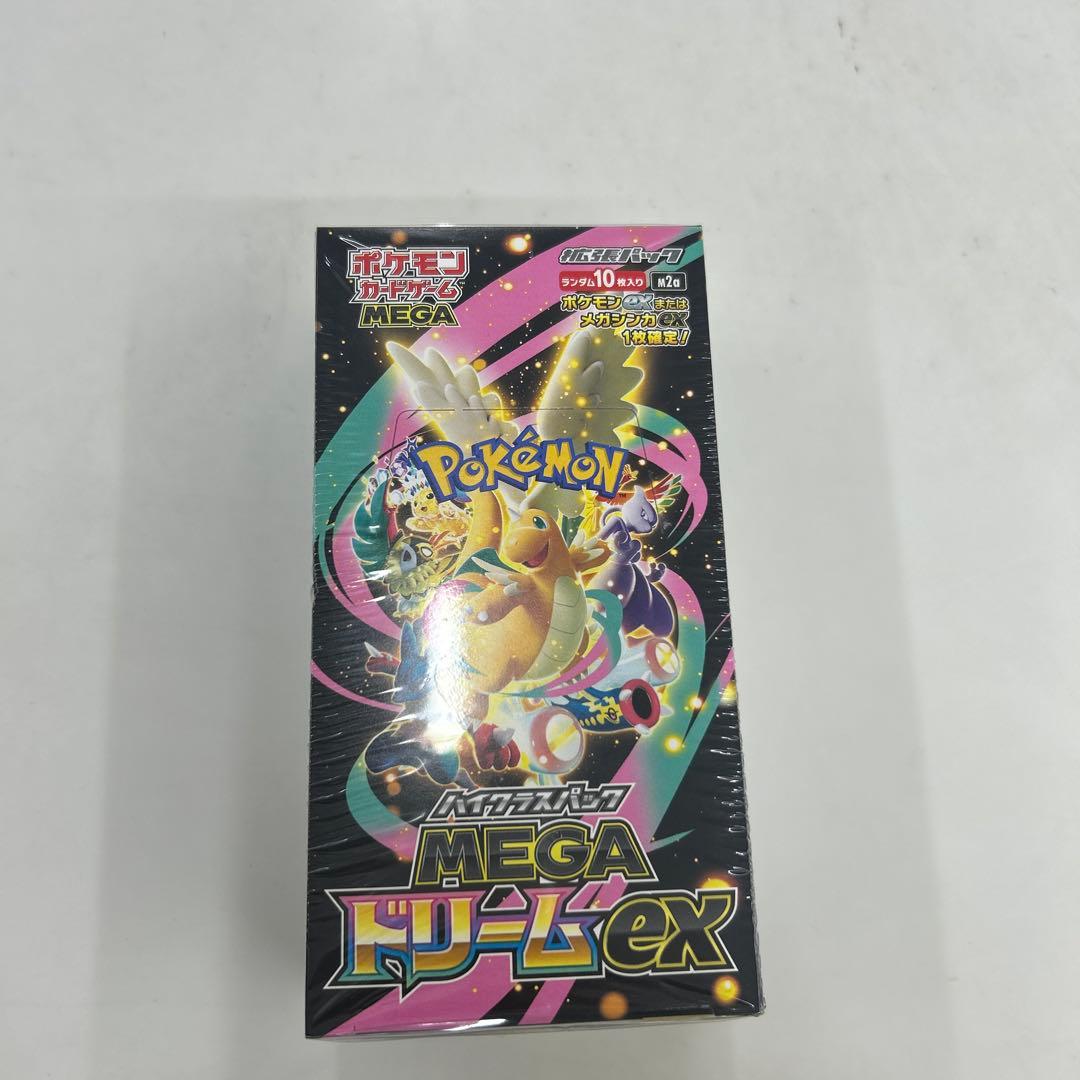 ポケモン
カードゲーム
MEGA
拡張パック
ランダム10枚入り M2a
ポケモンexまたは
メガシンカex
1枚確定!
POKÉMON
TM
ハイクラスパック
MEGA
ドリームex